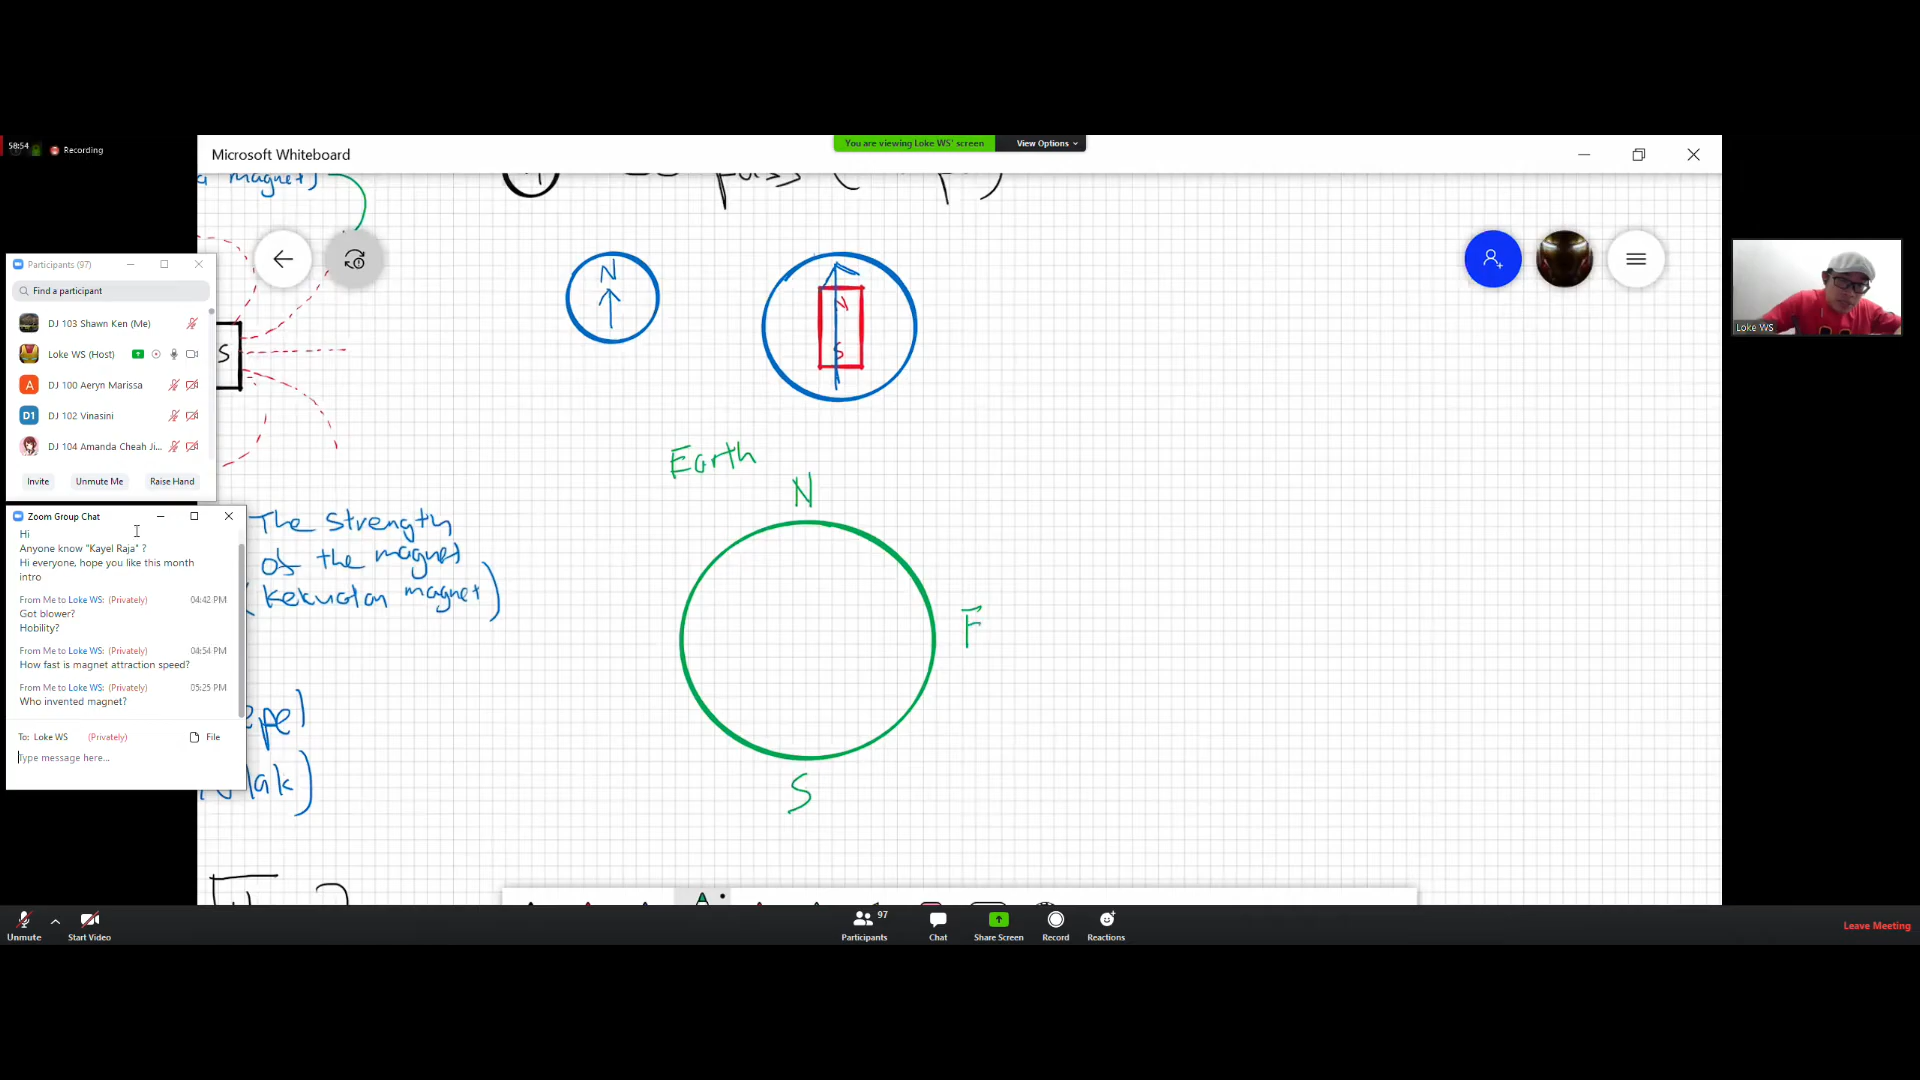 58:54
Recording
Microsoft Whiteboard
You are viewing Loke WS' screen
View Options
a magnet)
N
N
S
S
Loke WS
Participants (97)
Find a participant
DJ 103 Shawn Ken (Me)
Loke WS (Host)
A
DJ 100 Aeryn Marissa
D1
DJ 102 Vinasini
DJ 104 Amanda Cheah Ji...
Invite
Unmute Me
Raise Hand
Earth
N
E
S
The strength
of the magnet
(kekuatan magnet)
Zoom Group Chat
Hi
Anyone know "Kayel Raja" ?
Hi everyone, hope you like this month
intro
From Me to Loke WS: (Privately) 04:42 PM
Got blower?
Hobility?
From Me to Loke WS: (Privately) 04:54 PM
How fast is magnet attraction speed?
From Me to Loke WS: (Privately) 05:25 PM
Who invented magnet?
To: Loke WS (Privately) File
Type message here...
Unmute
Start Video
97
Participants
Chat
Share Screen
Record
Reactions
Leave Meeting